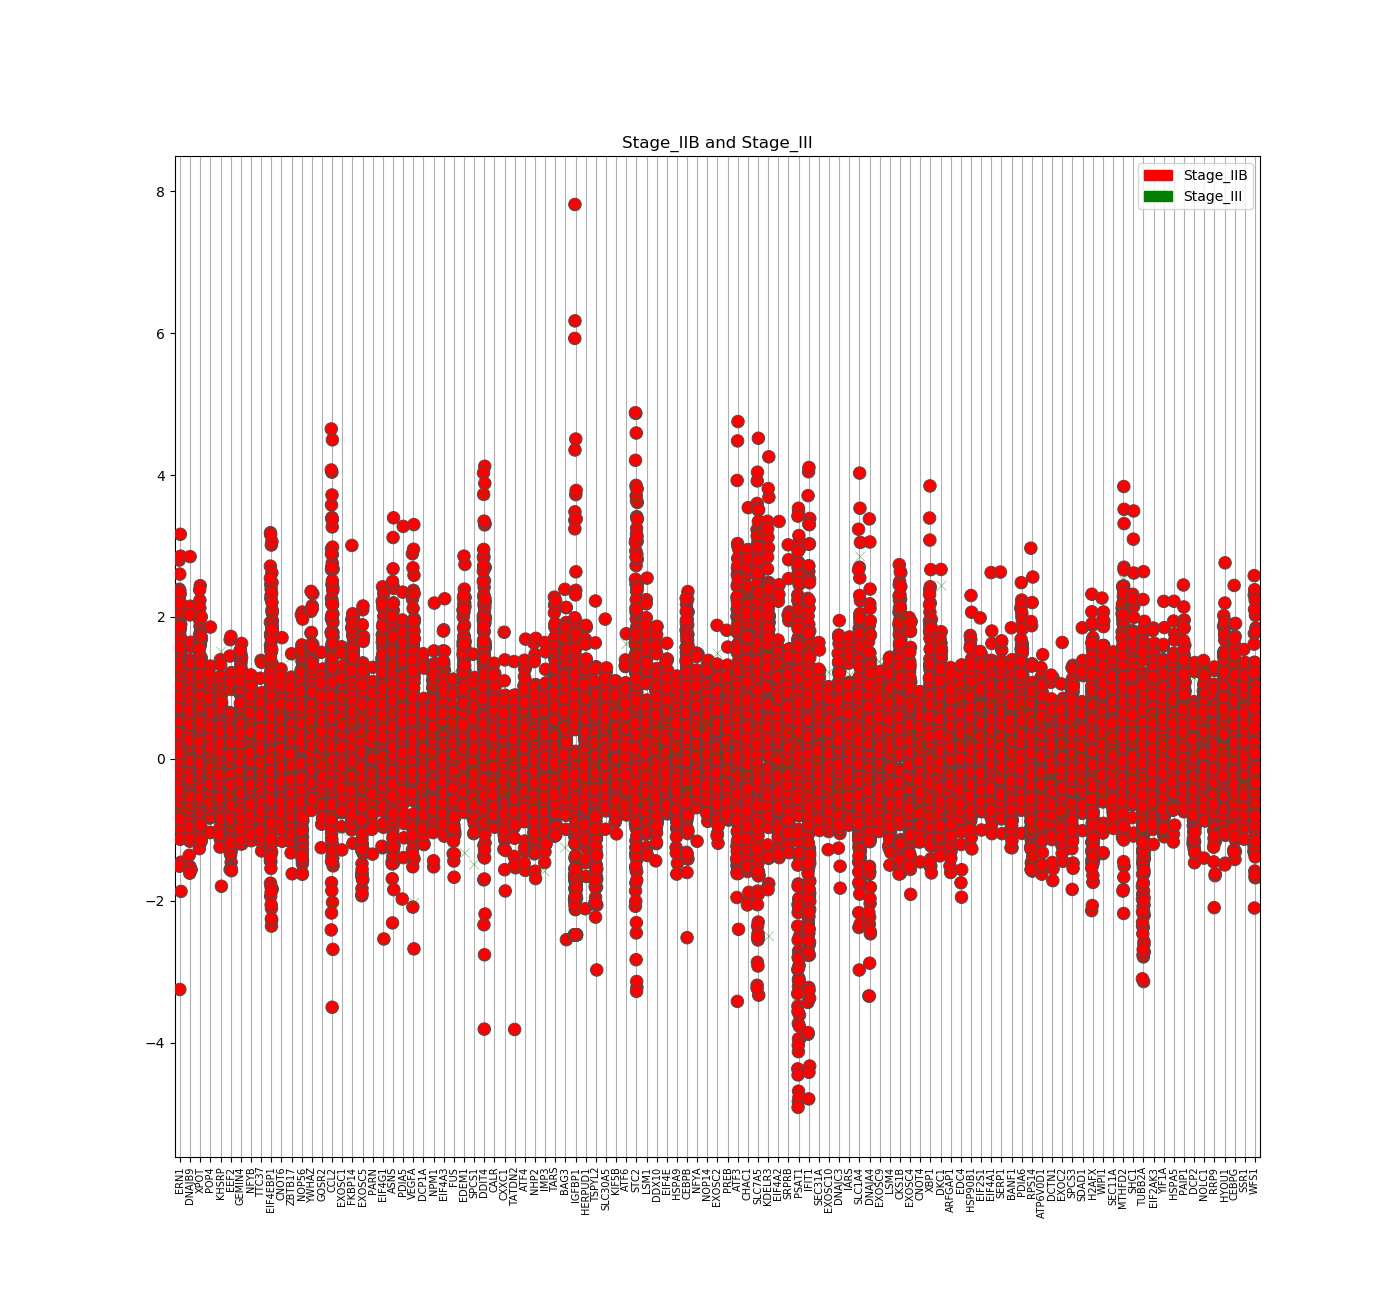 Stage_IIB and Stage_III
Stage_IIB
Stage_III
8
6
4
2
0
−2
−4
ERN1
DNAJB9
XPOT
POP4
KHSRP
EEF2
GEMIN4
NFYB
TTC37
EIF4EBP1
CNOT6
ZBTB17
NOP56
YWHAZ
GOSR2
CCL2
EXOSC1
FKBP14
EXOSC5
PARN
EIF4G1
ASNS
PDIA5
VEGFA
DCP1A
NPM1
EIF4A3
FUS
EDEM1
SPCS1
DDIT4
CALR
CXXC1
TATDN2
ATF4
NHP2
IMP3
TARS
BAG3
IGFBP1
HERPUD1
TSPYL2
SLC30A5
KIF5B
ATF6
STC2
LSM1
DDX10
EIF4E
HSPA9
CEBPB
NFYA
NOP14
EXOSC2
PREB
ATF3
CHAC1
SLC7A5
KDELR3
EIF4A2
SRPRB
PSAT1
IFIT1
SEC31A
EXOSC10
DNAJC3
IARS
SLC1A4
DNAJA4
EXOSC9
LSM4
CKS1B
EXOSC4
CNOT4
XBP1
DKC1
ARFGAP1
EDC4
HSP90B1
EIF2S1
EIF4A1
SERP1
BANF1
PDIA6
RPS14
ATP6V0D1
DCTN1
EXOC2
SPCS3
SDAD1
H2AFX
WIPI1
SEC11A
MTHFD2
SHC1
TUBB2A
EIF2AK3
YIF1A
HSPA5
PAIP1
DCP2
NOLC1
RRP9
HYOU1
CEBPG
SSR1
WFS1